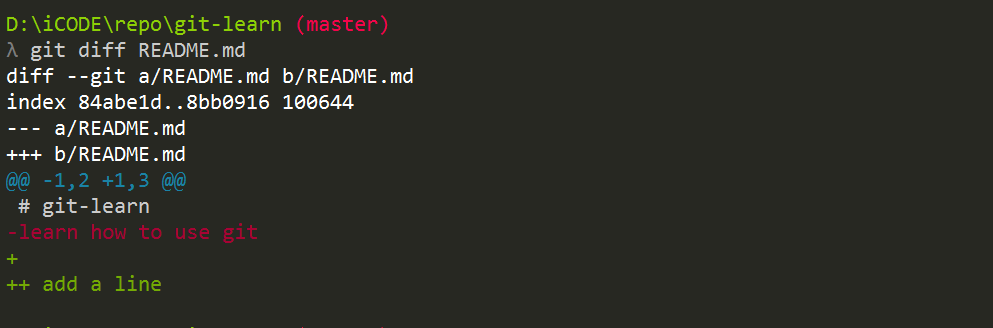 D:\iCODE\repo\git-learn (master)
λ git diff README.md
diff --git a/README.md b/README.md
index 84abe1d..8bb0916 100644
--- a/README.md
+++ b/README.md
@@ -1,2 +1,3 @@
 # git-learn
-learn how to use git
+
++ add a line